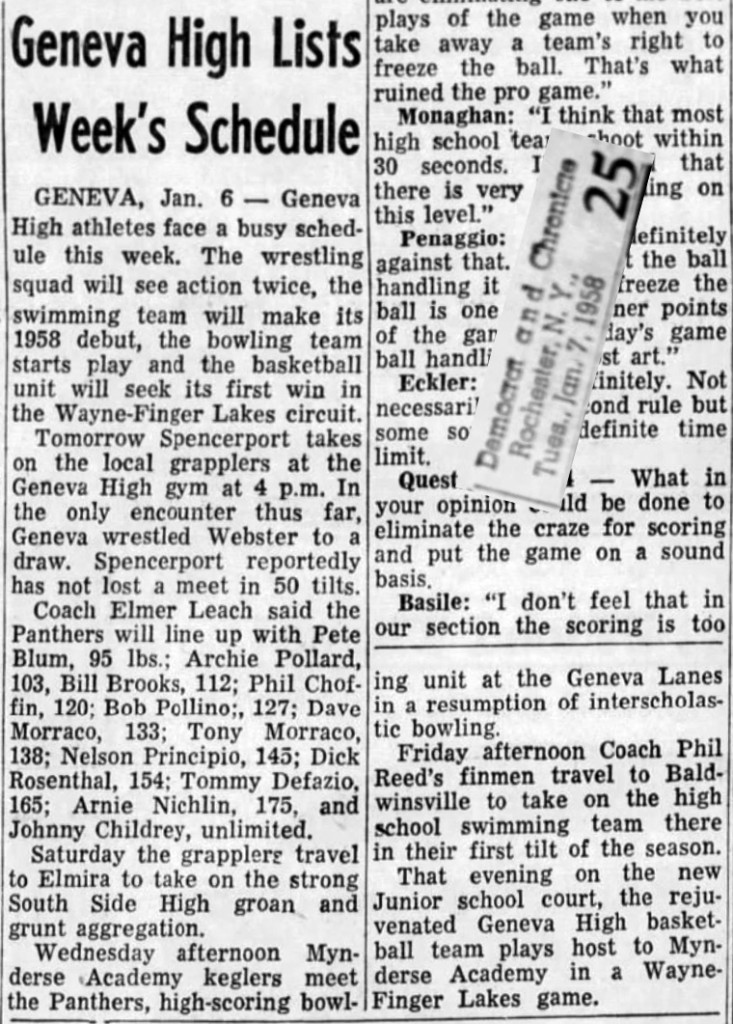 Geneva High Lists
Week's Schedule
GENEVA, Jan. 6 — Geneva
High athletes face a busy sched-
ule this week. The wrestling
squad will see action twice, the
swimming team will make its
1958 debut, the bowling team
starts play and the basketball
unit will seek its first win in
the Wayne-Finger Lakes circuit.
Tomorrow Spencerport takes
on the local grapplers at the
Geneva High gym at 4 p.m. In
the only encounter thus far,
Geneva wrestled Webster to a
draw. Spencerport reportedly
has not lost a meet in 50 tilts.
Coach Elmer Leach said the
Panthers will line up with Pete
Blum, 95 lbs.; Archie Pollard,
103, Bill Brooks, 112; Phil Chof-
fin, 120; Bob Pollino;, 127; Dave
Morraco, 133; Tony Morraco,
138; Nelson Principio, 145; Dick
Rosenthal, 154; Tommy Defazio,
165; Arnie Nichlin, 175, and
Johnny Childrey, unlimited.
Saturday the grapplers travel
to Elmira to take on the strong
South Side High groan and
grunt aggregation.
Wednesday afternoon Myn-
derse Academy keglers meet
the Panthers, high-scoring bowl-
plays of the game when you
take away a team's right to
freeze the ball. That's what
ruined the pro game."
Monaghan: "I think that most
high school tea shoot within
30 seconds. I that
there is very ing on
this level."
Penaggio: definitely
against that. t the ball
handling it freeze the
ball is one ner points
of the gar day's game
ball handli st art."
Eckler: finitely. Not
necessari ond rule but
some so definite time
limit.
Quest — What in
your opinion ld be done to
eliminate the craze for scoring
and put the game on a sound
basis.
Basile: "I don't feel that in
our section the scoring is too
ing unit at the Geneva Lanes
in a resumption of interscholas-
tic bowling.
Friday afternoon Coach Phil
Reed's finmen travel to Bald-
winsville to take on the high
school swimming team there
in their first tilt of the season.
That evening on the new
Junior school court, the reju-
venated Geneva High basket-
ball team plays host to Myn-
derse Academy in a Wayne-
Finger Lakes game.
Democrat and Chronicle 25
Rochester, N. Y.,
Tues., Jan. 7, 1958